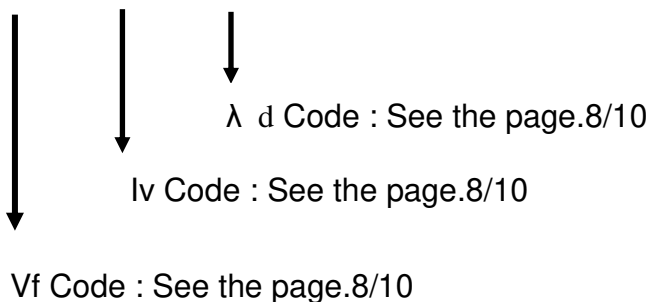 λ d Code : See the page.8/10
Iv Code : See the page.8/10
Vf Code : See the page.8/10